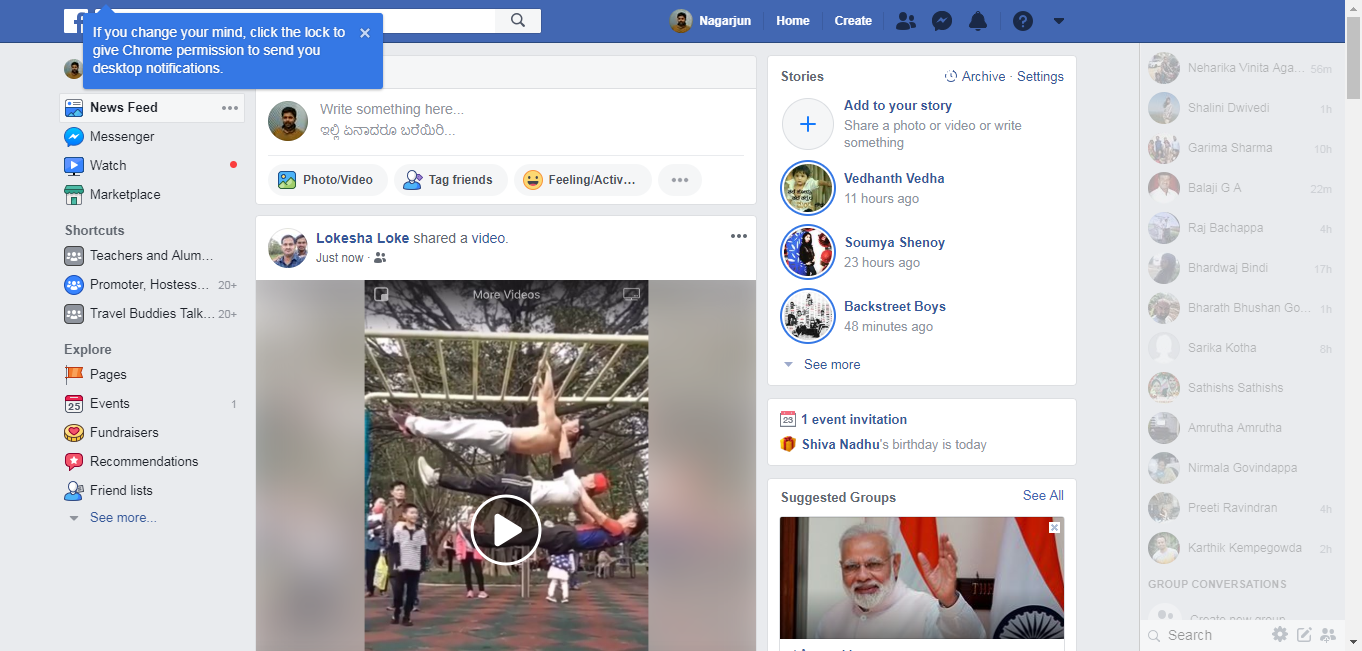 If you change your mind, click the lock to
give Chrome permission to send you
desktop notifications.
Nagarjun
Home
Create
News Feed
Messenger
Watch
Marketplace
Shortcuts
Teachers and Alum...
Promoter, Hostess... 20+
Travel Buddies Talk... 20+
Explore
Pages
Events 1
Fundraisers
Recommendations
Friend lists
See more...
Write something here...
ಇಲ್ಲಿ ಏನಾದರೂ ಬರೆಯಿರಿ...
Photo/Video
Tag friends
Feeling/Activ...
Lokesha Loke shared a video.
Just now ·
More Videos
Stories
Archive · Settings
Add to your story
Share a photo or video or write
something
Vedhanth Vedha
11 hours ago
Soumya Shenoy
23 hours ago
Backstreet Boys
48 minutes ago
See more
23 1 event invitation
Shiva Nadhu's birthday is today
Suggested Groups
See All
Neharika Vinita Aga... 56m
Shalini Dwivedi 1h
Garima Sharma 10h
Balaji G A 22m
Raj Bachappa 4h
Bhardwaj Bindi 17h
Bharath Bhushan Go... 1h
Sarika Kotha 8h
Sathishs Sathishs
Amrutha Amrutha
Nirmala Govindappa
Preeti Ravindran 4h
Karthik Kempegowda 2h
GROUP CONVERSATIONS
Create new group
Search